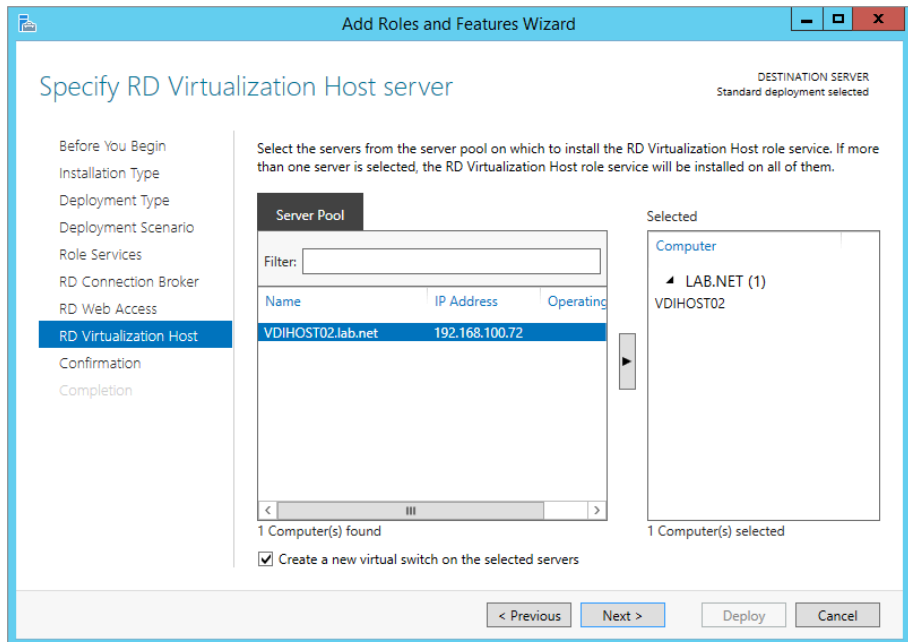 Add Roles and Features Wizard
Specify RD Virtualization Host server
DESTINATION SERVER
Standard deployment selected
Before You Begin
Installation Type
Deployment Type
Deployment Scenario
Role Services
RD Connection Broker
RD Web Access
RD Virtualization Host
Confirmation
Completion
Select the servers from the server pool on which to install the RD Virtualization Host role service. If more
than one server is selected, the RD Virtualization Host role service will be installed on all of them.
Server Pool
Filter:
Name IP Address Operating
VDIHOST02.lab.net 192.168.100.72
1 Computer(s) found
Selected
Computer
LAB.NET (1)
VDIHOST02
1 Computer(s) selected
Create a new virtual switch on the selected servers
< Previous Next > Deploy Cancel